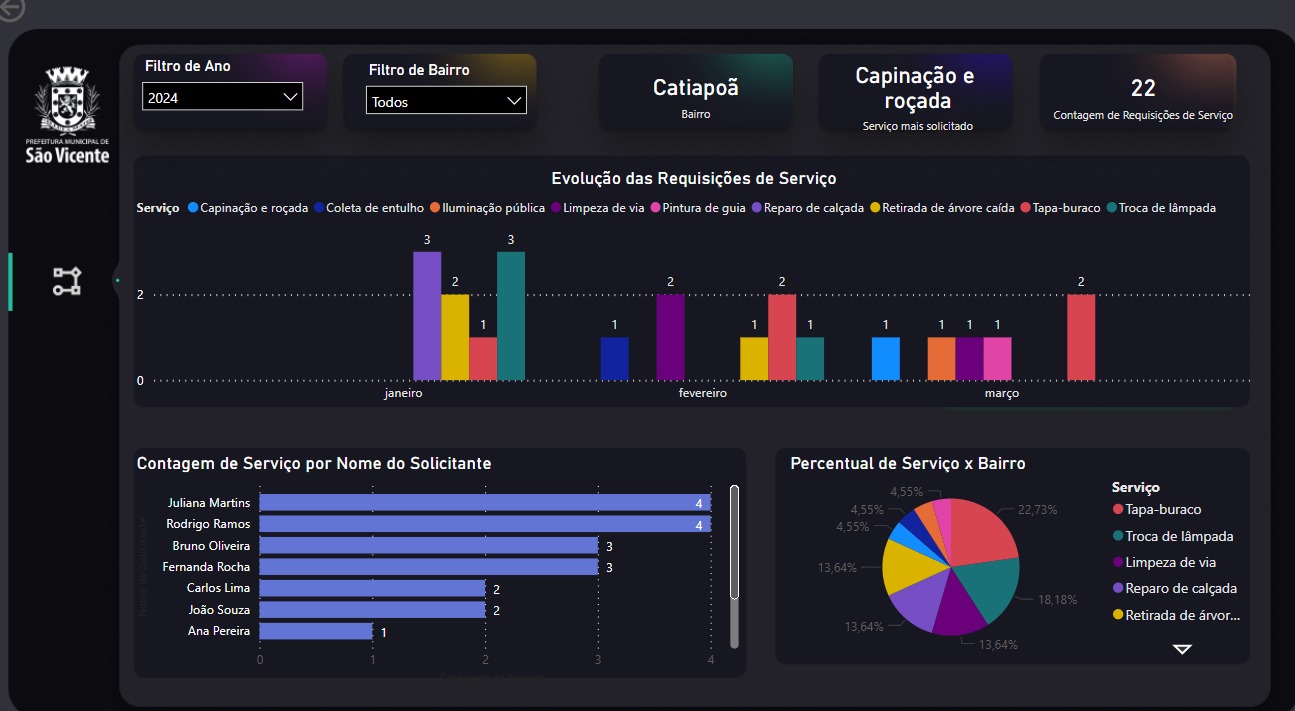 Filtro de Ano
2024
Filtro de Bairro
Todos
Catiapoã
Bairro
Capinação e
roçada
Serviço mais solicitado
22
Contagem de Requisições de Serviço
PREFEITURA MUNICIPAL DE
São Vicente
Evolução das Requisições de Serviço
Serviço Capinação e roçada Coleta de entulho Iluminação pública Limpeza de via Pintura de guia Reparo de calçada Retirada de árvore caída Tapa-buraco Troca de lâmpada
3 3
2 2 2 2
1 1 1 1 1 1 1 1
2
0
janeiro fevereiro março
Contagem de Serviço por Nome do Solicitante
Nome do Solicitante
Juliana Martins 4
Rodrigo Ramos 4
Bruno Oliveira 3
Fernanda Rocha 3
Carlos Lima 2
João Souza 2
Ana Pereira 1
0 1 2 3 4
Percentual de Serviço x Bairro
22,73%
18,18%
13,64%
13,64%
13,64%
4,55%
4,55%
4,55%
Serviço
Tapa-buraco
Troca de lâmpada
Limpeza de via
Reparo de calçada
Retirada de árvor...